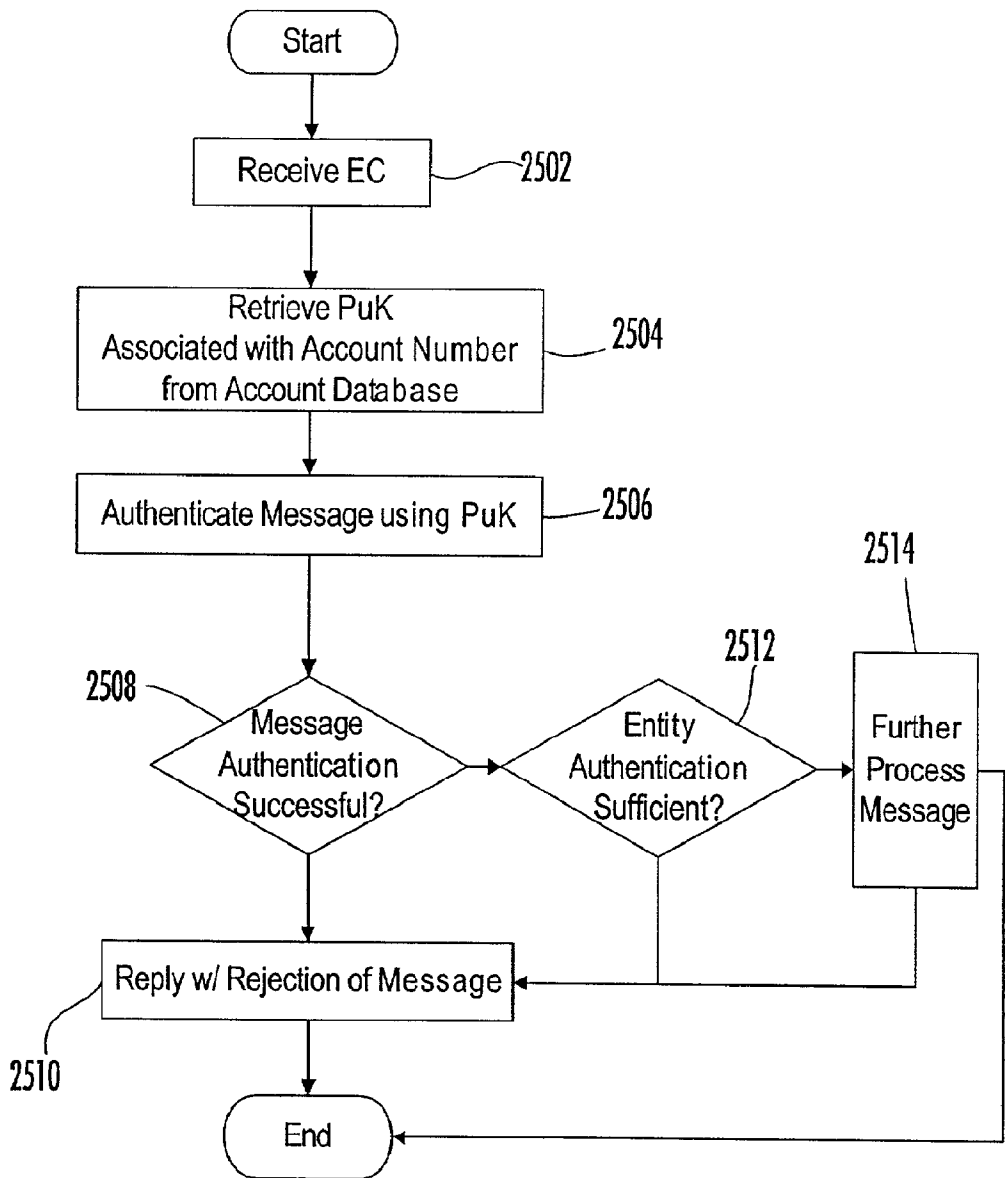 Start
Receive EC
2502
Retrieve PuK
Associated with Account Number
from Account Database
2504
Authenticate Message using PuK
2506
2514
2508
Message
Authentication
Successful?
2512
Entity
Authentication
Sufficient?
Further
Process
Message
Reply w/ Rejection of Message
2510
End